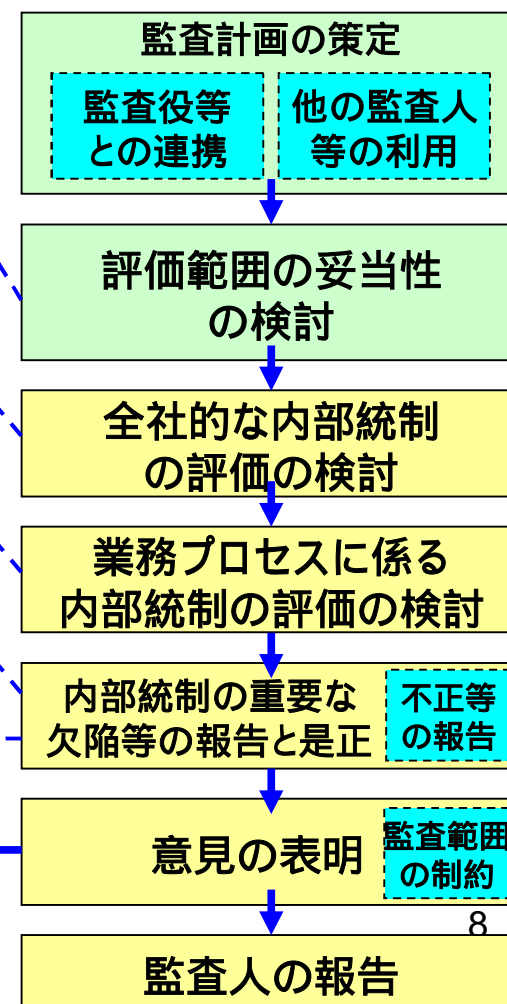 監査計画の策定
監査役等
との連携
他の監査人
等の利用
評価範囲の妥当性
の検討
全社的な内部統制
の評価の検討
業務プロセスに係る
内部統制の評価の検討
内部統制の重要な
欠陥等の報告と是正
不正等
の報告
意見の表明
監査範囲
の制約
8
監査人の報告